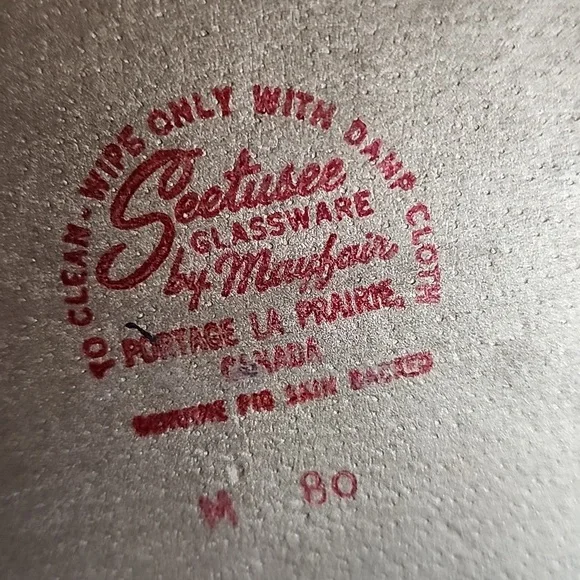 TO CLEAN - WIPE ONLY WITH DAMP CLOTH
Seetusee
GLASSWARE
by Mayfair
PORTAGE LA PRAIRIE,
CANADA
GENUINE PIG SKIN BACKED
M 80